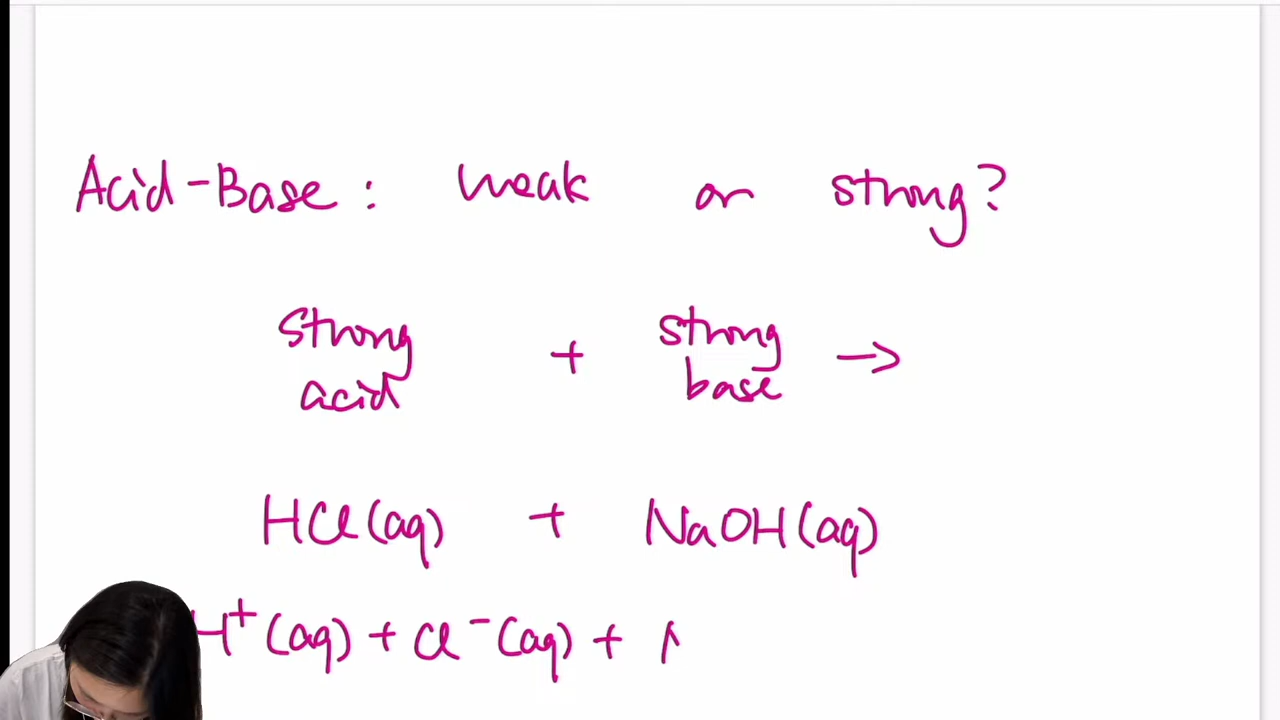 Acid-Base: weak or strong?
strong acid + strong base →
HCl(aq) + NaOH(aq)
H⁺(aq) + Cl⁻(aq) +